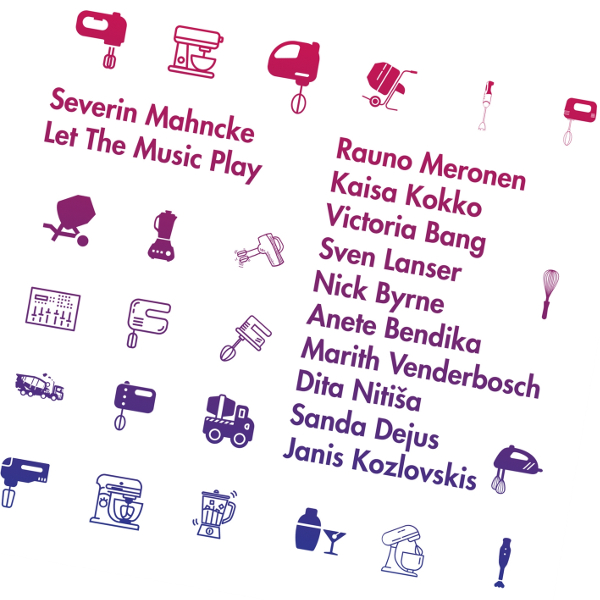 Severin Mahncke
Let The Music Play
Rauno Meronen
Kaisa Kokko
Victoria Bang
Sven Lanser
Nick Byrne
Anete Bendika
Marith Venderbosch
Dita Nitiša
Sanda Dejus
Janis Kozlovskis